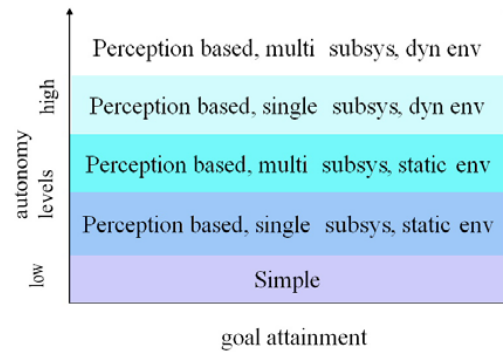 Perception based, multi subsys, dyn env
Perception based, single subsys, dyn env
Perception based, multi subsys, static env
Perception based, single subsys, static env
Simple
high
autonomy
levels
low
goal attainment